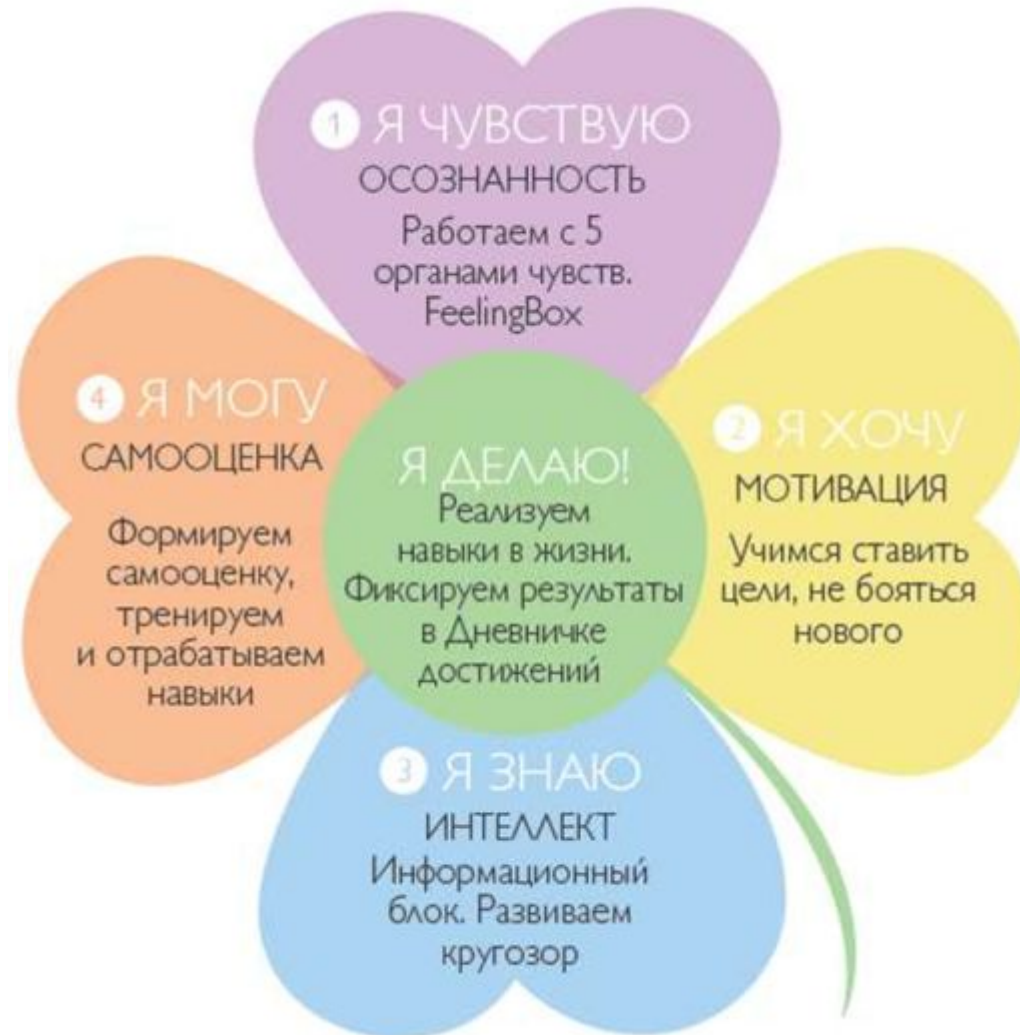 1 Я ЧУВСТВУЮ
ОСОЗНАННОСТЬ
Работаем с 5
органами чувств.
FeelingBox
2 Я ХОЧУ
МОТИВАЦИЯ
Учимся ставить
цели, не бояться
нового
3 Я ЗНАЮ
ИНТЕЛЛЕКТ
Информационный
блок. Развиваем
кругозор
4 Я МОГУ
САМООЦЕНКА
Формируем
самооценку,
тренируем
и отрабатываем
навыки
Я ДЕЛАЮ!
Реализуем
навыки в жизни.
Фиксируем результаты
в Дневничке
достижений